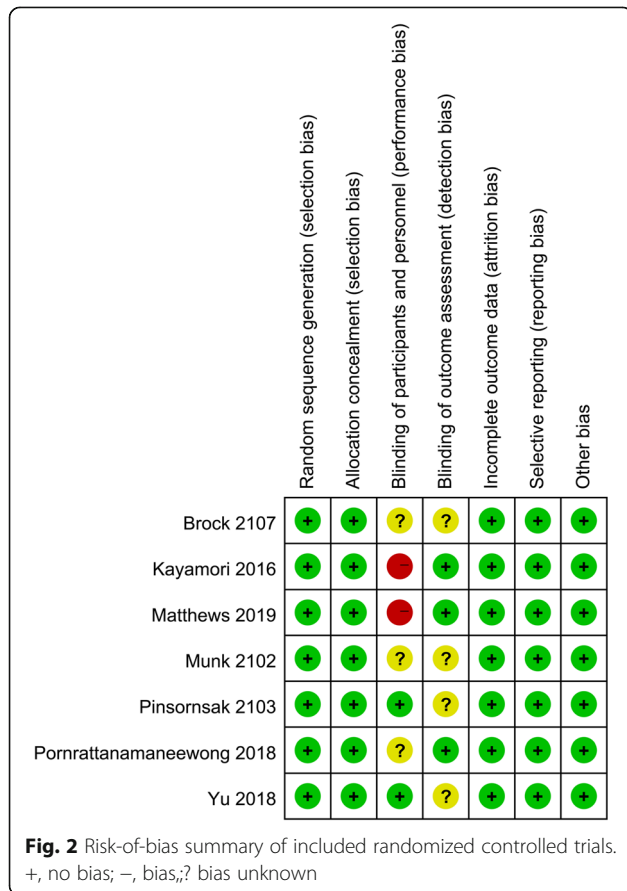 Random sequence generation (selection bias)
Allocation concealment (selection bias)
Blinding of participants and personnel (performance bias)
Blinding of outcome assessment (detection bias)
Incomplete outcome data (attrition bias)
Selective reporting (reporting bias)
Other bias
Brock 2107 + + ? ? + + +
Kayamori 2016 + + − + + + +
Matthews 2019 + + − + + + +
Munk 2102 + + ? ? + + +
Pinsornsak 2103 + + + ? + + +
Pornrattanamaneewong 2018 + + ? + + + +
Yu 2018 + + + ? + + +
Fig. 2 Risk-of-bias summary of included randomized controlled trials.
+, no bias; −, bias,;? bias unknown